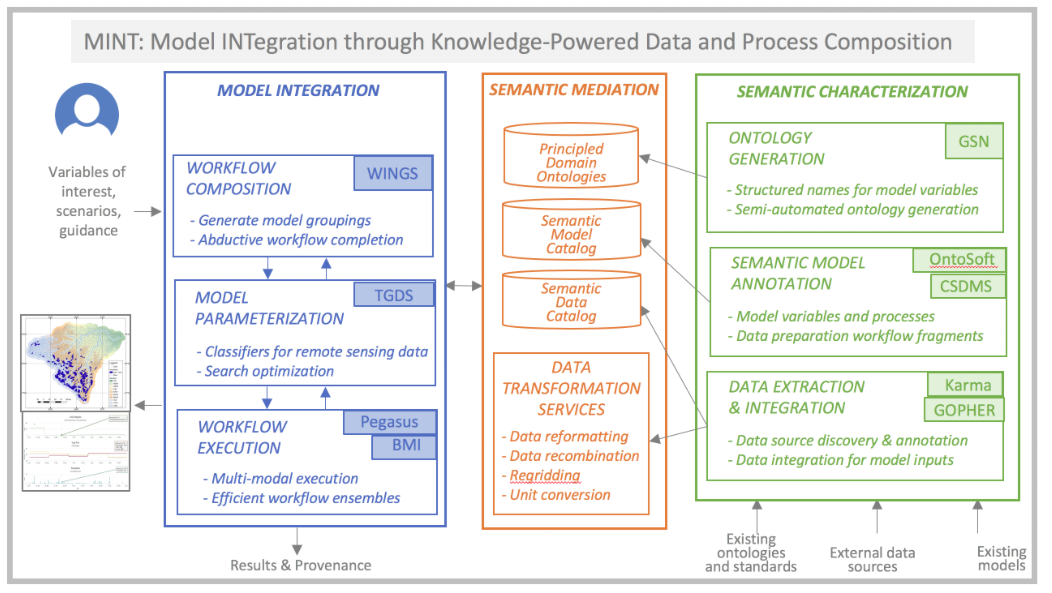 MINT: Model INTegration through Knowledge-Powered Data and Process Composition
Variables of
interest,
scenarios,
guidance
MODEL INTEGRATION
WORKFLOW
COMPOSITION
WINGS
- Generate model groupings
- Abductive workflow completion
MODEL
PARAMETERIZATION
TGDS
- Classifiers for remote sensing data
- Search optimization
WORKFLOW
EXECUTION
Pegasus
BMI
- Multi-modal execution
- Efficient workflow ensembles
Results & Provenance
SEMANTIC MEDIATION
Principled
Domain
Ontologies
Semantic
Model
Catalog
Semantic
Data
Catalog
DATA
TRANSFORMATION
SERVICES
- Data reformatting
- Data recombination
- Regridding
- Unit conversion
SEMANTIC CHARACTERIZATION
ONTOLOGY
GENERATION
GSN
- Structured names for model variables
- Semi-automated ontology generation
SEMANTIC MODEL
ANNOTATION
OntoSoft
CSDMS
- Model variables and processes
- Data preparation workflow fragments
DATA EXTRACTION
& INTEGRATION
Karma
GOPHER
- Data source discovery & annotation
- Data integration for model inputs
Existing
ontologies
and standards
External data
sources
Existing
models